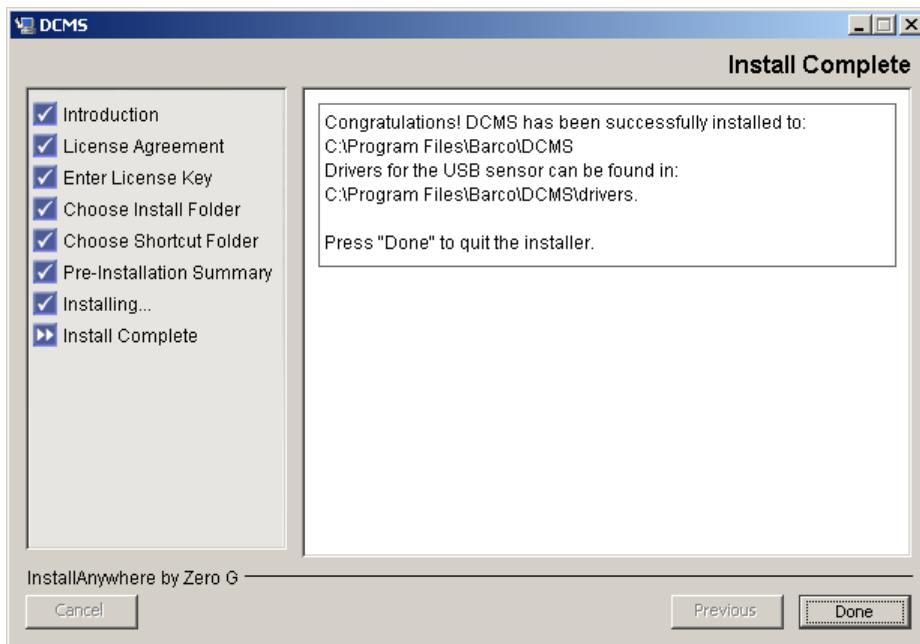 DCMS
Install Complete
Introduction
License Agreement
Enter License Key
Choose Install Folder
Choose Shortcut Folder
Pre-Installation Summary
Installing...
Install Complete
Congratulations! DCMS has been successfully installed to:
C:\Program Files\Barco\DCMS
Drivers for the USB sensor can be found in:
C:\Program Files\Barco\DCMS\drivers.
Press "Done" to quit the installer.
InstallAnywhere by Zero G
Cancel
Previous
Done